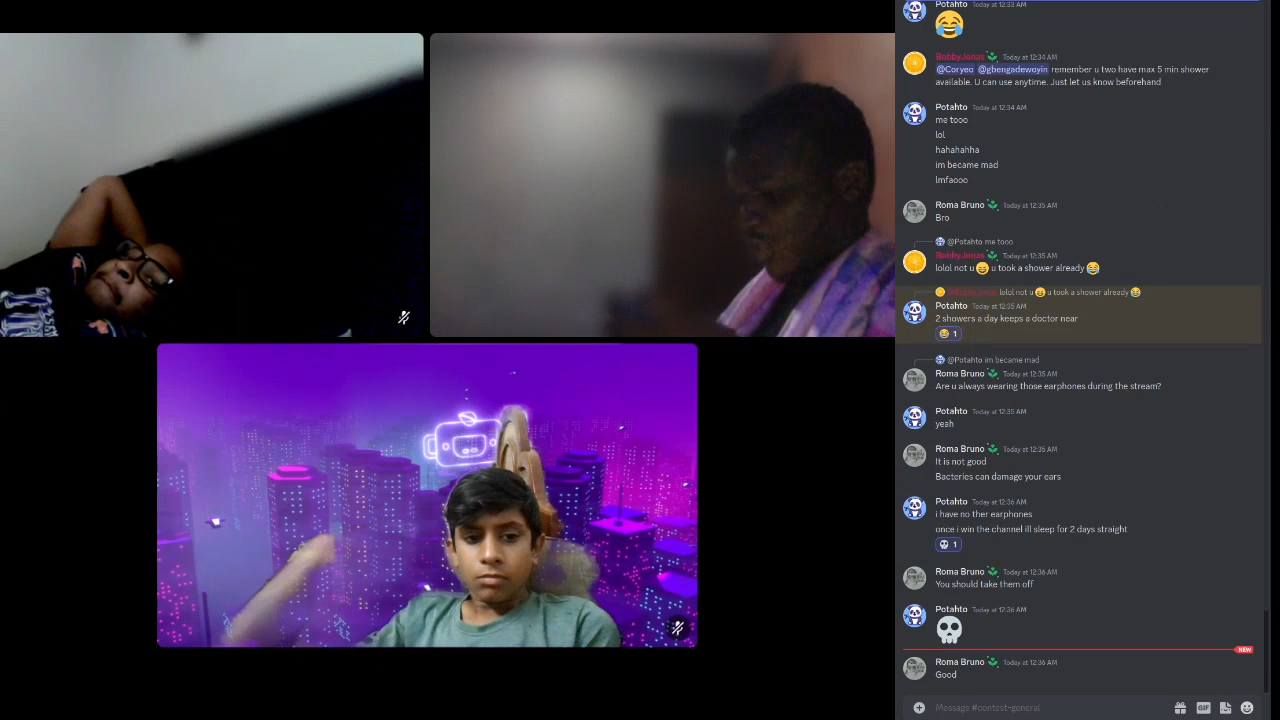 Potahto Today at 12:33 AM
BobbyJonas Today at 12:34 AM
@Coryeo @gbengadewoyin remember u two have max 5 min shower
available. U can use anytime. Just let us know beforehand
Potahto Today at 12:34 AM
me tooo
lol
hahahahha
im became mad
lmfaooo
Roma Bruno Today at 12:35 AM
Bro
@Potahto me tooo
BobbyJonas Today at 12:35 AM
lolol not u😅 u took a shower already😂
lolol not u😅 u took a shower already😂
Potahto Today at 12:35 AM
2 showers a day keeps a doctor near
😂 1
@Potahto im became mad
Roma Bruno Today at 12:35 AM
Are u always wearing those earphones during the stream?
Potahto Today at 12:35 AM
yeah
Roma Bruno Today at 12:35 AM
It is not good
Bacteries can damage your ears
Potahto Today at 12:36 AM
i have no ther earphones
once i win the channel ill sleep for 2 days straight
💀 1
Roma Bruno Today at 12:36 AM
You should take them off
Potahto Today at 12:36 AM
NEW
Roma Bruno Today at 12:36 AM
Good
Message #contest-general
GIF